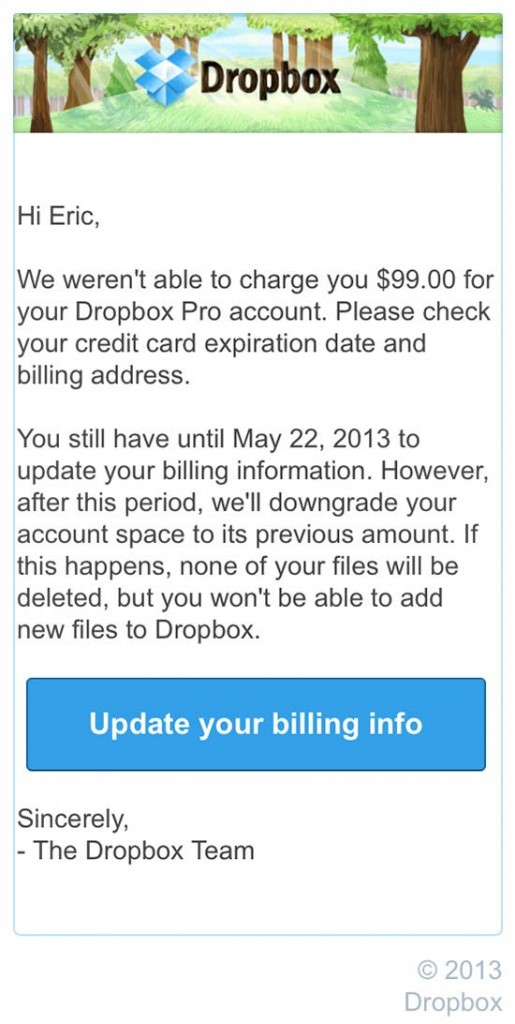 Dropbox
Hi Eric,
We weren't able to charge you $99.00 for
your Dropbox Pro account. Please check
your credit card expiration date and
billing address.
You still have until May 22, 2013 to
update your billing information. However,
after this period, we'll downgrade your
account space to its previous amount. If
this happens, none of your files will be
deleted, but you won't be able to add
new files to Dropbox.
Update your billing info
Sincerely,
- The Dropbox Team
© 2013
Dropbox